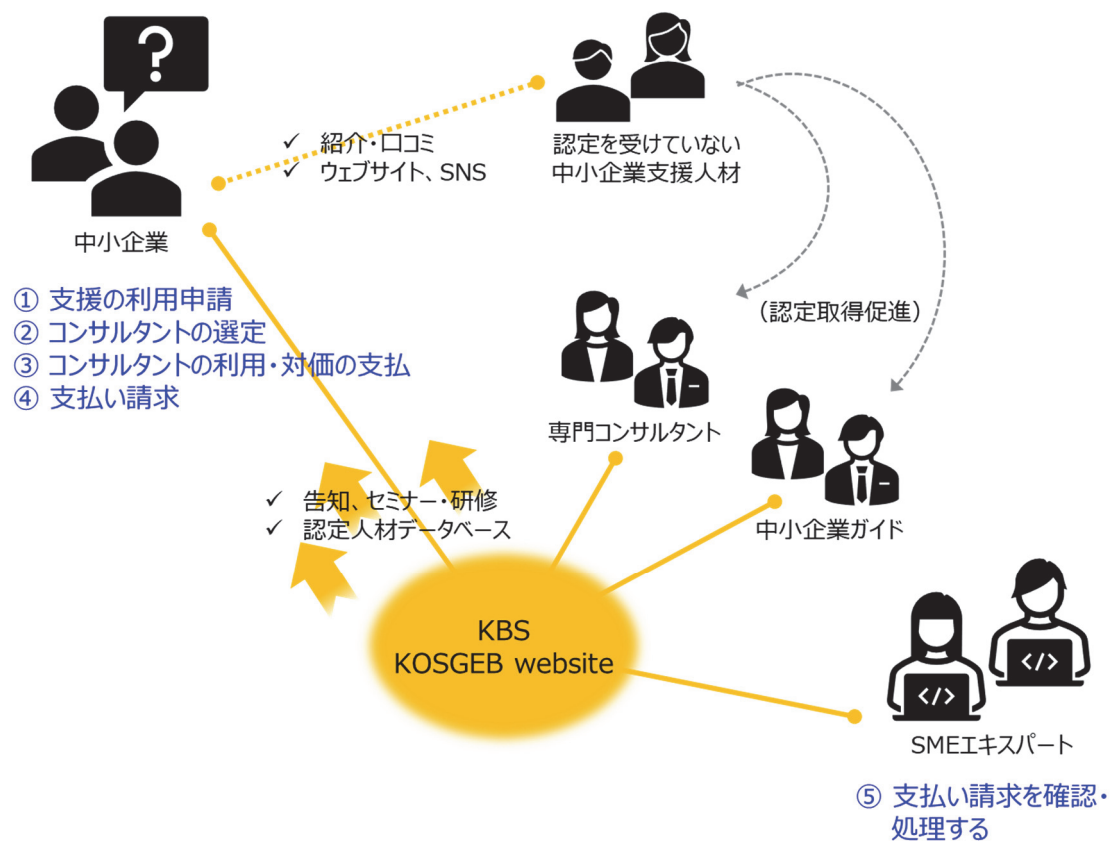 ?
✓ 紹介・口コミ
✓ ウェブサイト、SNS
認定を受けていない
中小企業支援人材
中小企業
① 支援の利用申請
② コンサルタントの選定
③ コンサルタントの利用・対価の支払
④ 支払い請求
(認定取得促進)
専門コンサルタント
中小企業ガイド
✓ 告知、セミナー・研修
✓ 認定人材データベース
KBS
KOSGEB website
</>
</>
SMEエキスパート
⑤ 支払い請求を確認・
処理する